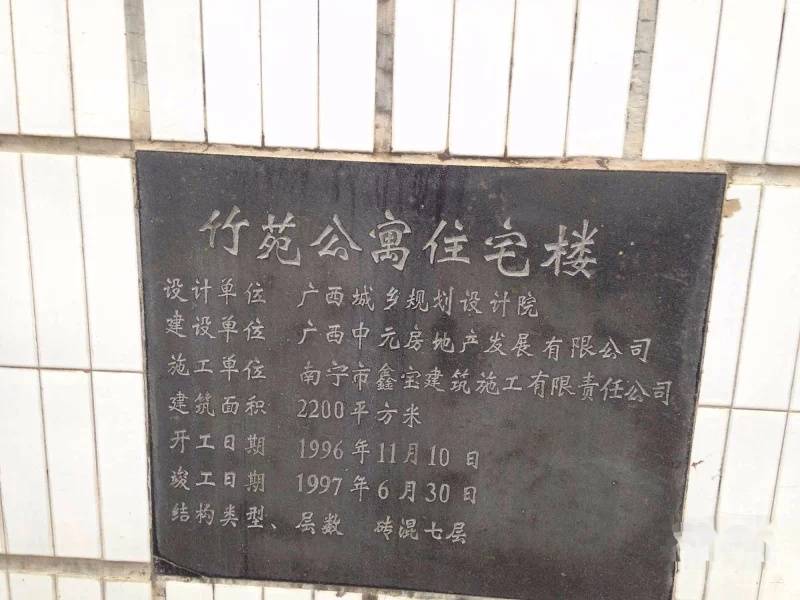 竹苑公寓住宅楼
设计单位 广西城乡规划设计院
建设单位 广西中元房地产发展有限公司
施工单位 南宁市鑫宝建筑施工有限责任公司
建筑面积 2200平方米
开工日期 1996年11月10日
竣工日期 1997年6月30日
结构类型、层数 砖混七层